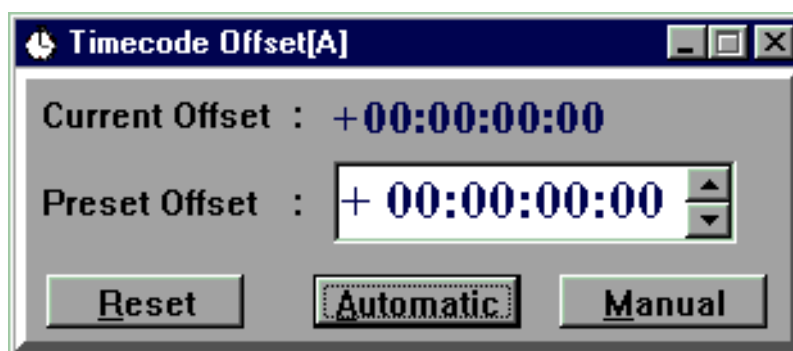 Timecode Offset[A]
Current Offset : +00:00:00:00
Preset Offset : + 00:00:00:00
Reset Automatic Manual